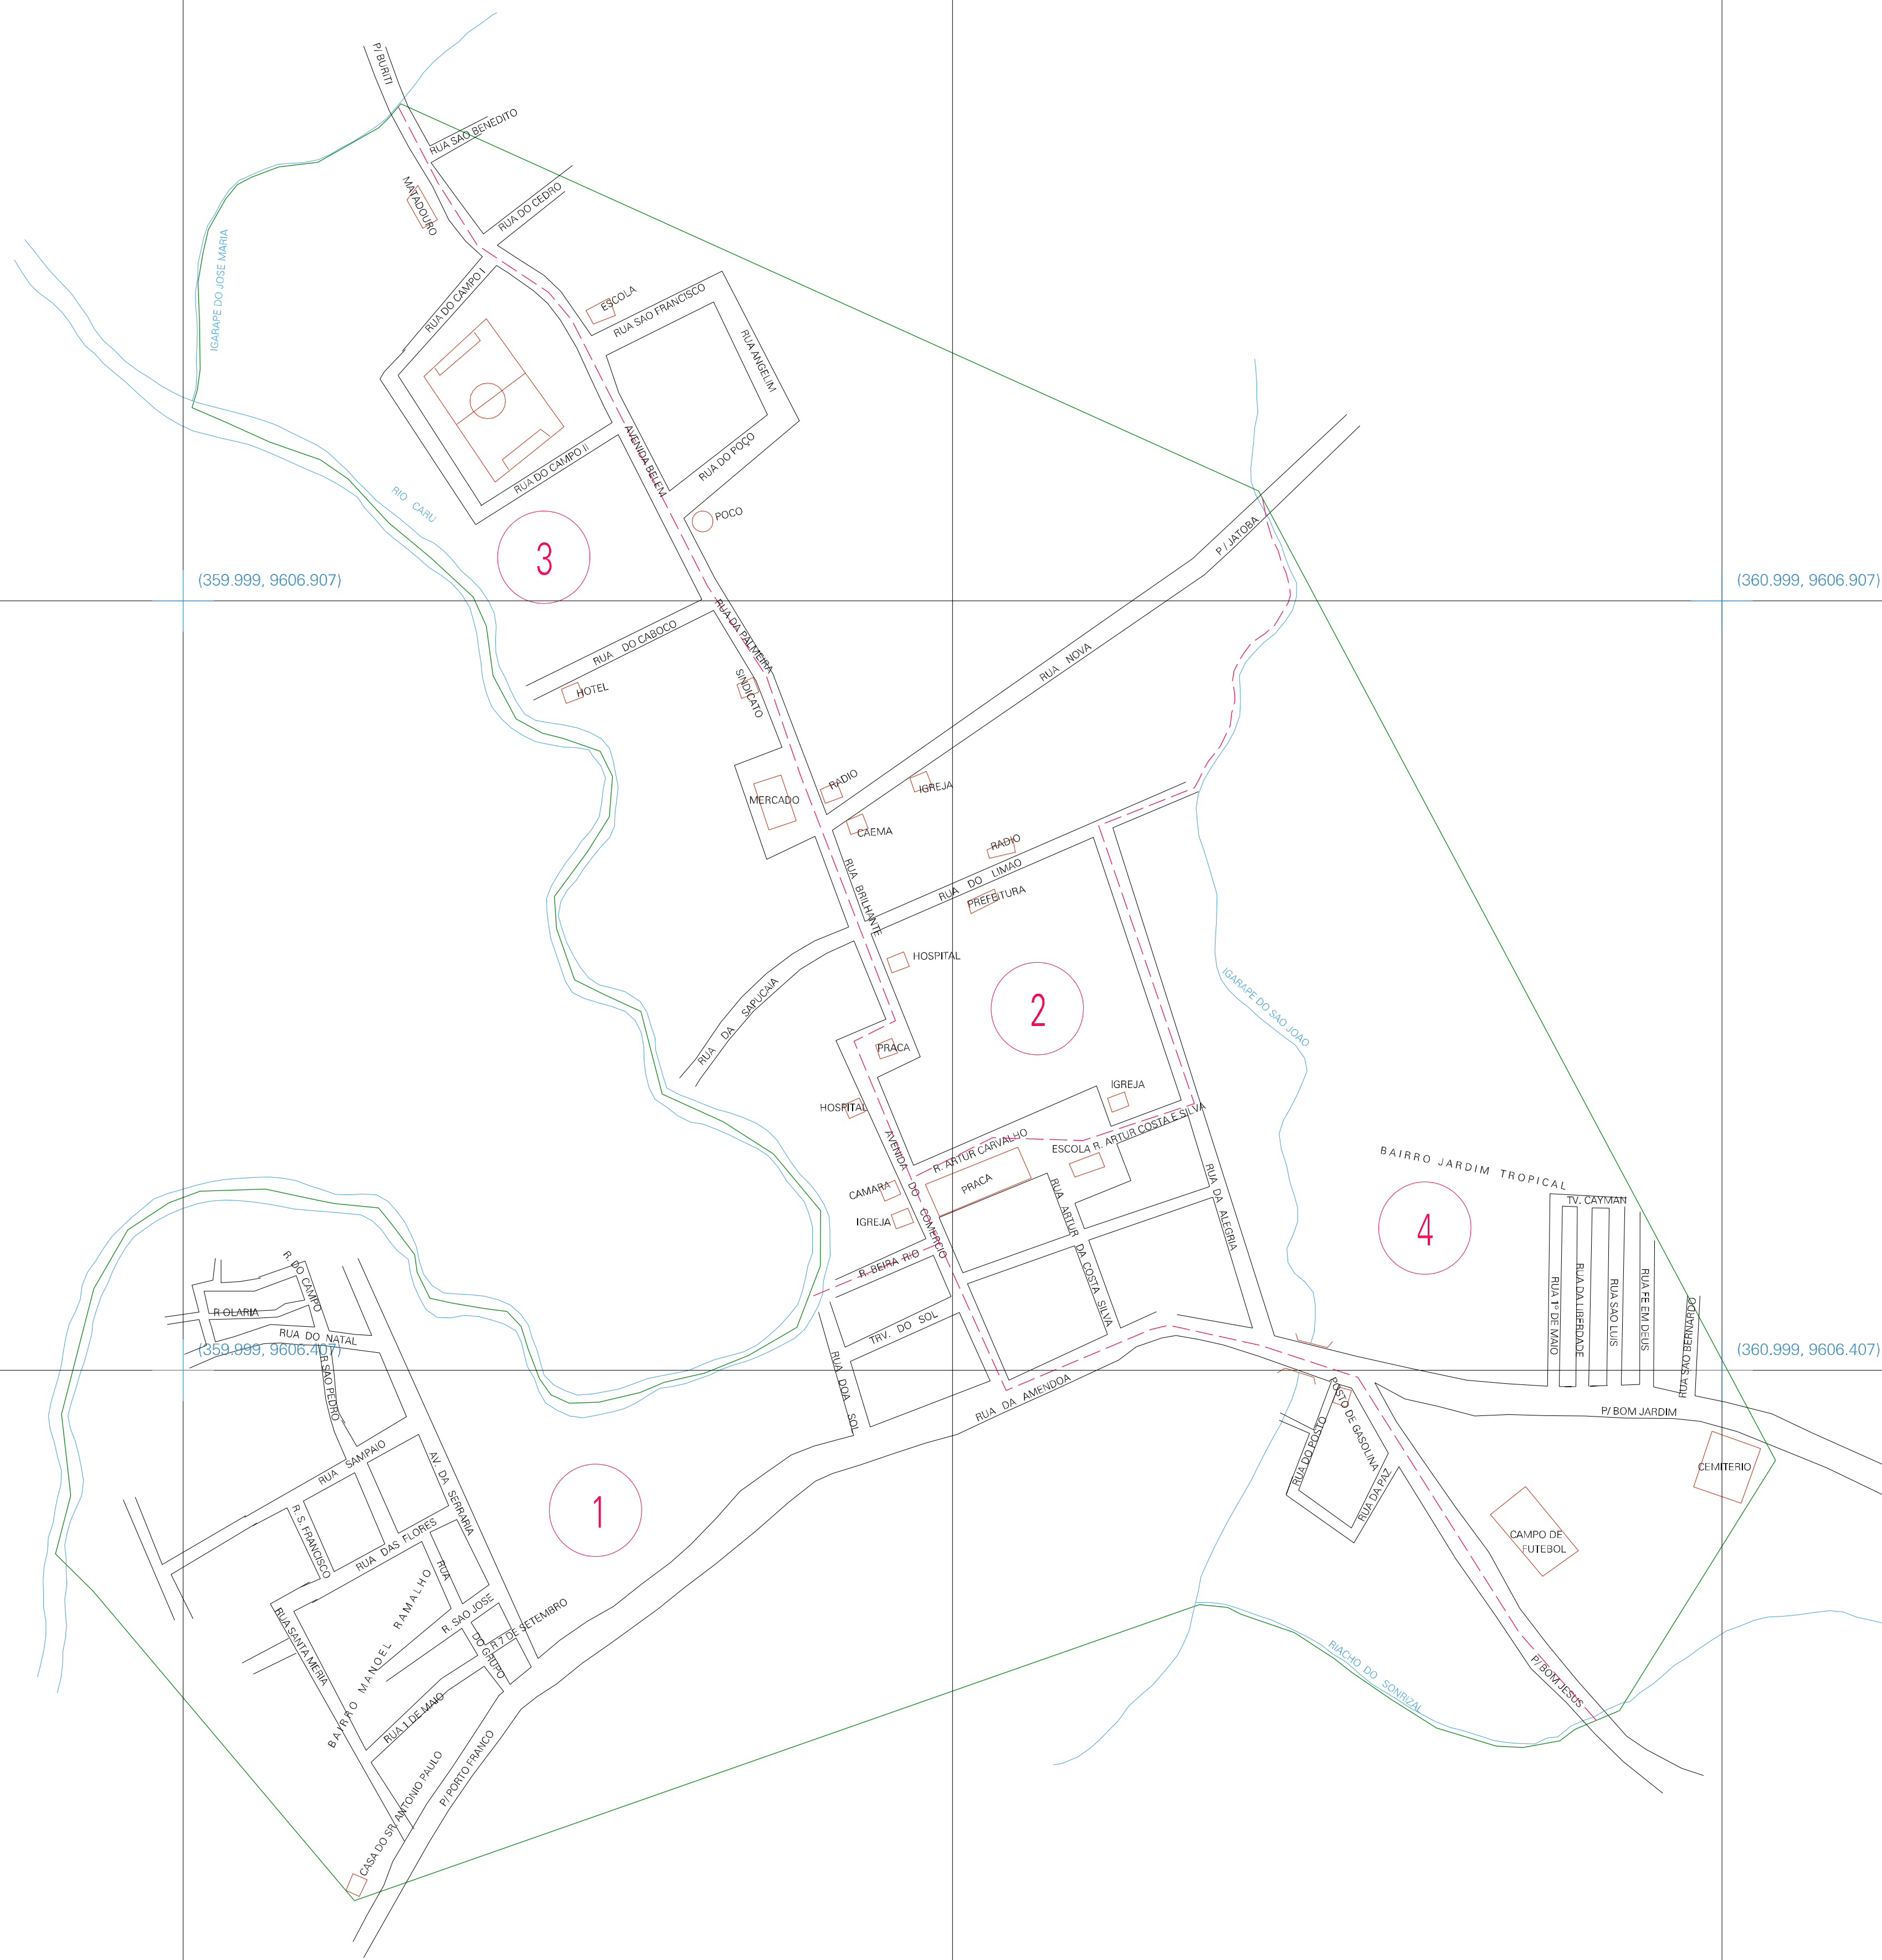 P/ BURITI
RUA SAO BENEDITO
MATADOURO
RUA DO CEDRO
IGARAPE DO JOSE MARIA
RUA DO CAMPO I
ESCOLA
RUA SAO FRANCISCO
RUA ANGELIM
AVENIDA BELEM
RUA DO POÇO
RUA DO CAMPO Ii
RIO CARU
POCO
P / JATOBA
3
(359.999, 9606.907)
(360.999, 9606.907)
RUA DO CABOCO
RUA DA PALMEIRA
HOTEL
SINDICATO
RUA NOVA
MERCADO
RADIO
IGREJA
CAEMA
RUA BRILHANTE
RADIO
RUA DO LIMAO
PREFEITURA
HOSPITAL
RUA DA SAPUCAIA
2
IGARAPE DO SAO JOAO
PRACA
HOSPITAL
IGREJA
AVENIDA DO COMERCIO
R. ARTUR CARVALHO
ESCOLA
R. ARTUR COSTA E SILVA
PRACA
CAMARA
IGREJA
RUA ARTUR DA COSTA SILVA
RUA DA ALEGRIA
BAIRRO JARDIM TROPICAL
4
TV. CAYMAN
RUA 1º DE MAIO
RUA DA LIBERDADE
RUA SAO LUIS
RUA FE EM DEUS
RUA SAO BERNARDO
R. BEIRA RIO
TRV. DO SOL
RUA DOA SOL
RUA DA AMENDOA
R. DO CAMPO
R OLARIA
RUA DO NATAL
(359.999, 9606.407)
(360.999, 9606.407)
R SAO PEDRO
POSTO DE GASOLINA
RUA DO POSTO
RUA DA PAZ
P/ BOM JARDIM
CEMITERIO
CAMPO DE
FUTEBOL
RUA SAMPAIO
AV. DA SERRARIA
R. S. FRANCISCO
RUA DAS FLORES
1
RUA DO GRUPO
BAIRRO MANOEL RAMALHO
R. SAO JOSE
R 7 DE SETEMBRO
RUA SANTA MERIA
RUA 1 DE MAIO
RIACHO DO SONRIZAL
P/ BOM JESUS
P/ PORTO FRANCO
CASA DO SR. ANTONIO PAULO